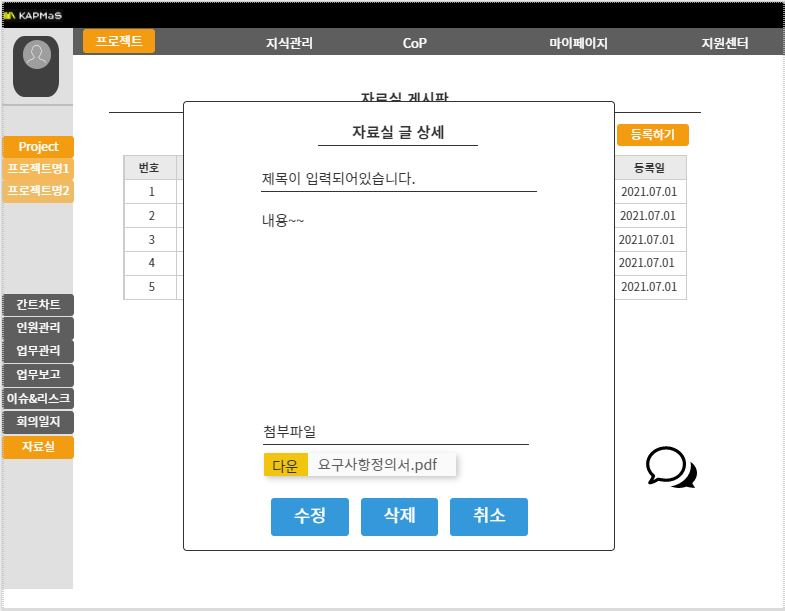 KAPMaS
프로젝트
지식관리
CoP
마이페이지
지원센터
자료실 게시판
등록하기
Project
프로젝트명1
프로젝트명2
간트차트
인원관리
업무관리
업무보고
이슈&리스크
회의일지
자료실
번호
등록일
1
2021.07.01
2
2021.07.01
3
2021.07.01
4
2021.07.01
5
2021.07.01
자료실 글 상세
제목이 입력되어있습니다.
내용~~
첨부파일
다운
요구사항정의서.pdf
수정
삭제
취소